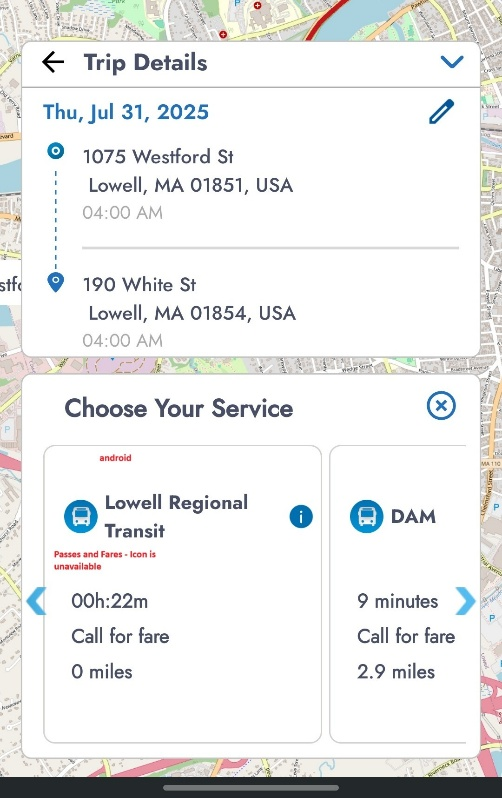 Trip Details
Thu, Jul 31, 2025
1075 Westford St
Lowell, MA 01851, USA
04:00 AM
190 White St
Lowell, MA 01854, USA
04:00 AM
Choose Your Service
android
Lowell Regional
Transit
i
DAM
Passes and Fares - Icon is
unavailable
00h:22m
9 minutes
Call for fare
Call for fare
0 miles
2.9 miles
MA 110
P
P
P